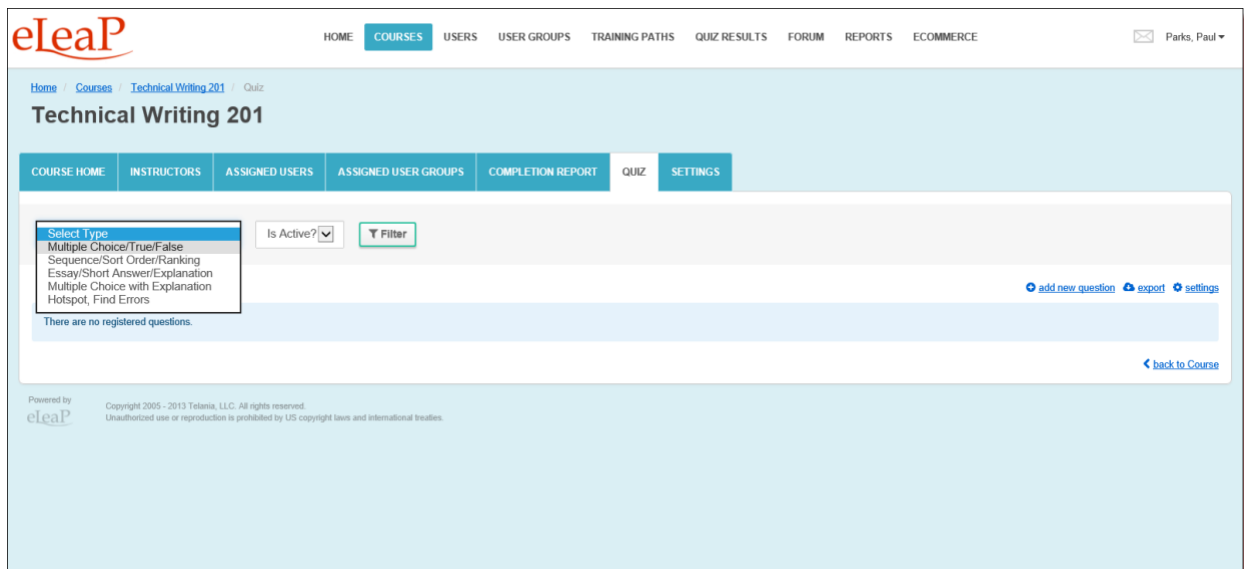 eLeaP
HOME COURSES USERS USER GROUPS TRAINING PATHS QUIZ RESULTS FORUM REPORTS ECOMMERCE Parks, Paul
Home / Courses / Technical Writing 201 / Quiz
Technical Writing 201
COURSE HOME INSTRUCTORS ASSIGNED USERS ASSIGNED USER GROUPS COMPLETION REPORT QUIZ SETTINGS
Select Type Is Active? Filter
Multiple Choice/True/False
Sequence/Sort Order/Ranking
Essay/Short Answer/Explanation
Multiple Choice with Explanation
Hotspot, Find Errors
add new question export settings
There are no registered questions.
back to Course
Powered by
eLeaP
Copyright 2005 - 2013 Telania, LLC. All rights reserved.
Unauthorized use or reproduction is prohibited by US copyright laws and international treaties.